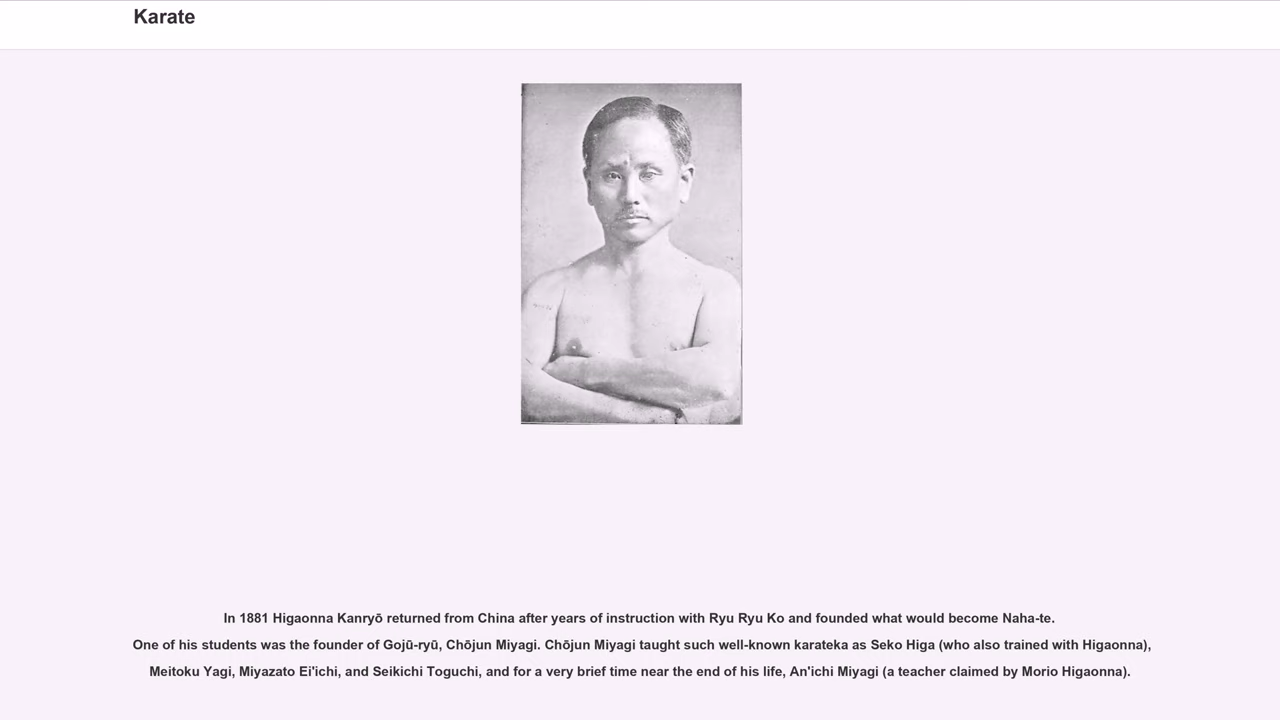 Karate
In 1881 Higaonna Kanryō returned from China after years of instruction with Ryu Ryu Ko and founded what would become Naha-te.
One of his students was the founder of Gojū-ryū, Chōjun Miyagi. Chōjun Miyagi taught such well-known karateka as Seko Higa (who also trained with Higaonna),
Meitoku Yagi, Miyazato Ei'ichi, and Seikichi Toguchi, and for a very brief time near the end of his life, An'ichi Miyagi (a teacher claimed by Morio Higaonna).